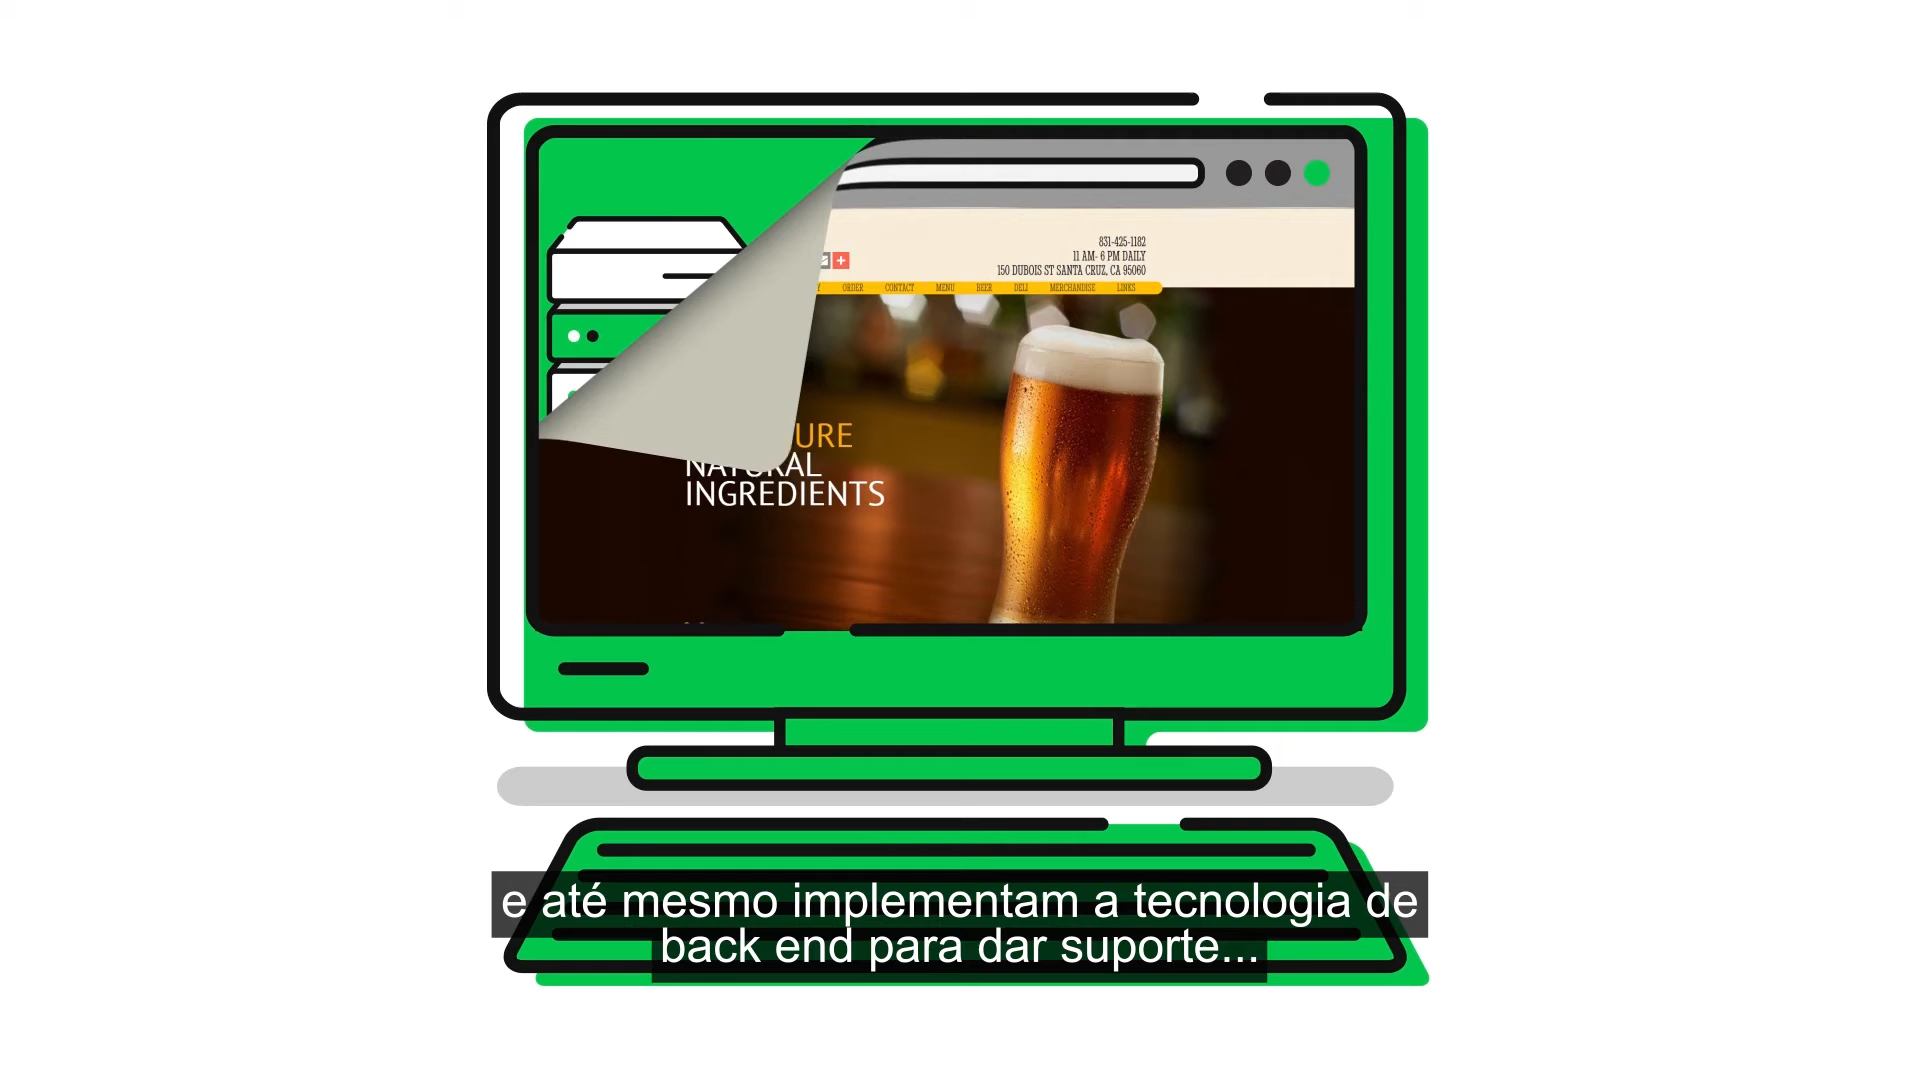 831-425-1182
11 AM- 6 PM DAILY
150 DUBOIS ST SANTA CRUZ, CA 95060
ORDER CONTACT MENU BEER DELI MERCHANDISE LINKS
URE
NATURAL
INGREDIENTS
e até mesmo implementam a tecnologia de
back end para dar suporte...